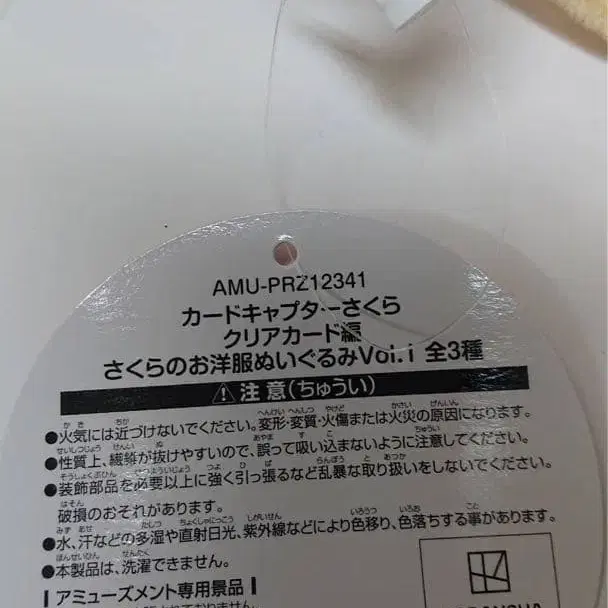 AMU-PRZ12341
カードキャプターさくら
クリアカード編
さくらのお洋服ぬいぐるみVol.i 全3種
⚠注意(ちゅうい)
●火気には近づけないでください。変形・変質・火傷または火災の原因になります。
●性質上、繊維が抜けやすいので、誤って吸い込まないように注意してください。
●装飾部品を必要以上に強く引っ張るなど乱暴な取り扱いをしないでください。
破損のおそれがあります。
●水、汗などの多湿や直射日光、紫外線などにより色移り、色落ちする事があります。
●本製品は、洗濯できません。
アミューズメント専用景品